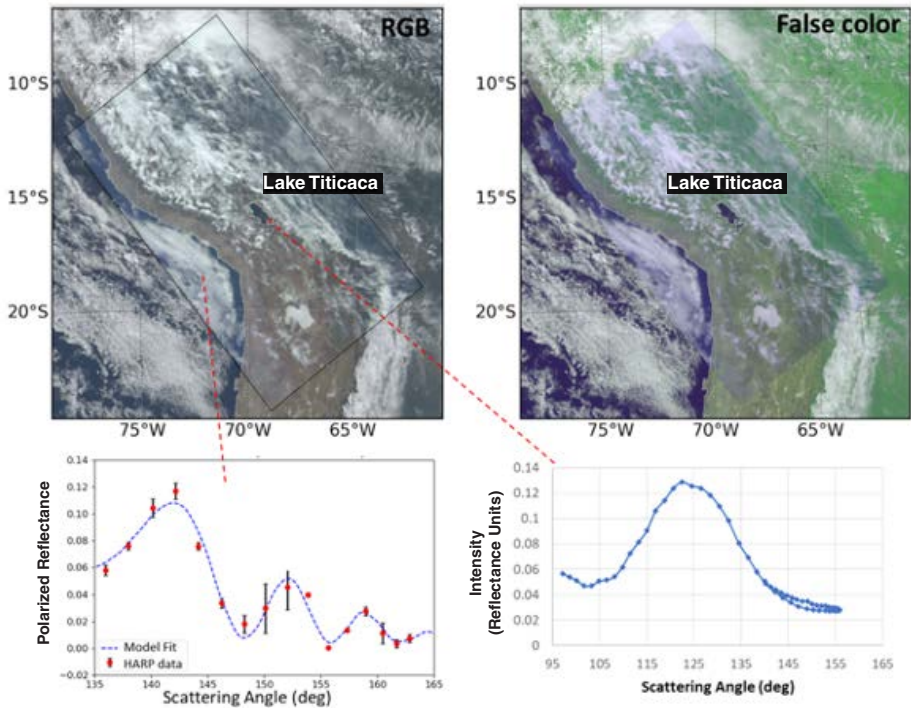 RGB
False color
10°S
15°S
20°S
Lake Titicaca
75°W
70°W
65°W
10°S
15°S
20°S
Lake Titicaca
75°W
70°W
65°W
Polarized Reflectance
0.14
0.12
0.10
0.08
0.06
0.04
0.02
0.00
−0.02
Model Fit
HARP data
135
140
145
150
155
160
165
Scattering Angle (deg)
Intensity
(Reflectance Units)
0.14
0.12
0.1
0.08
0.06
0.04
0.02
0
95
105
115
125
135
145
155
165
Scattering Angle (deg)